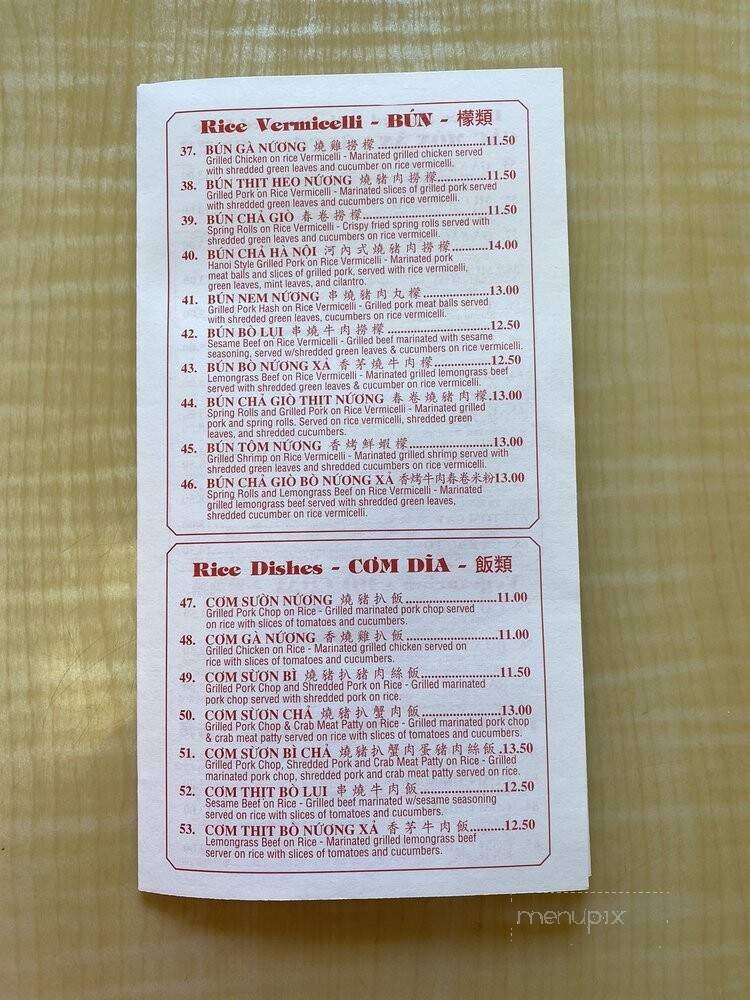 Rice Vermicelli - BÚN - 檬類
37. BÚN GÀ NƯƠNG 燒雞撈檬 ........................11.50
Grilled Chicken on rice Vermicelli - Marinated grilled chicken served
with shredded green leaves and cucumber on rice vermicelli.
38. BÚN THIT HEO NƯƠNG 燒豬肉撈檬...............11.50
Grilled Pork on Rice Vermicelli - Marinated slices of grilled pork served
with shredded green leaves and cucumbers on rice vermicelli.
39. BÚN CHẢ GIÒ 春卷撈檬............................11.50
Spring Rolls on Rice Vermicelli - Crispy fried spring rolls served with
shredded green leaves and cucumbers on rice vermicelli.
40. BÚN CHẢ HÀ NỘI 河內式燒豬肉撈檬.........14.00
Hanoi Style Grilled Pork on Rice Vermicelli - Marinated pork
meat balls and slices of grilled pork, served with rice vermicelli,
green leaves, mint leaves, and cilantro.
41. BÚN NEM NƯƠNG 串燒豬肉丸檬................13.00
Grilled Pork Hash on Rice Vermicelli - Grilled pork meat balls served
with shredded green leaves, cucumbers on rice vermicelli.
42. BÚN BÒ LUI 串燒牛肉撈檬..........................12.50
Sesame Beef on Rice Vermicelli - Grilled beef marinated with sesame
seasoning, served w/shredded green leaves & cucumbers on rice vermicelli.
43. BÚN BÒ NƯƠNG XẢ 香茅燒牛肉檬..............12.50
Lemongrass Beef on Rice Vermicelli - Marinated grilled lemongrass beef
served with shredded green leaves & cucumber on rice vermicelli.
44. BÚN CHẢ GIÒ THIT NƯƠNG 春卷燒豬肉檬.13.00
Spring Rolls and Grilled Pork on Rice Vermicelli - Marinated grilled
pork and spring rolls. Served on rice vermicelli, shredded green
leaves, and shredded cucumbers.
45. BÚN TÔM NƯƠNG 香烤鮮蝦檬.....................13.00
Grilled Shrimp on Rice Vermicelli - Marinated grilled shrimp served with
shredded green leaves and shredded cucumbers on rice vermicelli.
46. BÚN CHẢ GIÒ BÒ NƯƠNG XẢ 香烤牛肉春卷米粉13.00
Spring Rolls and Lemongrass Beef on Rice Vermicelli - Marinated
grilled lemongrass beef served with shredded green leaves,
shredded cucumber on rice vermicelli.
Rice Dishes - CƠM DĨA - 飯類
47. CƠM SƯỜN NƯƠNG 燒豬扒飯.......................11.00
Grilled Pork Chop on Rice - Grilled marinated pork chop served
on rice with slices of tomatoes and cucumbers.
48. CƠM GÀ NƯƠNG 香燒雞扒飯.......................11.00
Grilled Chicken on Rice - Marinated grilled chicken served on
rice with slices of tomatoes and cucumbers.
49. CƠM SƯỜN BÌ 燒豬扒豬肉絲飯...................11.50
Grilled Pork Chop and Shredded Pork on Rice - Grilled marinated
pork chop served with shredded pork on rice.
50. CƠM SƯỜN CHẢ 燒豬扒蟹肉飯....................13.00
Grilled Pork Chop & Crab Meat Patty on Rice - Grilled marinated pork chop
& crab meat patty served on rice with slices of tomatoes and cucumbers.
51. CƠM SƯỜN BÌ CHẢ 燒豬扒蟹肉蛋豬肉絲飯.13.50
Grilled Pork Chop, Shredded Pork and Crab Meat Patty on Rice - Grilled
marinated pork chop, shredded pork and crab meat patty served on rice.
52. CƠM THIT BÒ LUI 串燒牛肉飯.....................12.50
Sesame Beef on Rice - Grilled beef marinated w/sesame seasoning
served on rice with slices of tomatoes and cucumbers.
53. CƠM THIT BÒ NƯƠNG XẢ 香茅牛肉飯.........12.50
Lemongrass Beef on Rice - Marinated grilled lemongrass beef
server on rice with slices of tomatoes and cucumbers.
menupix